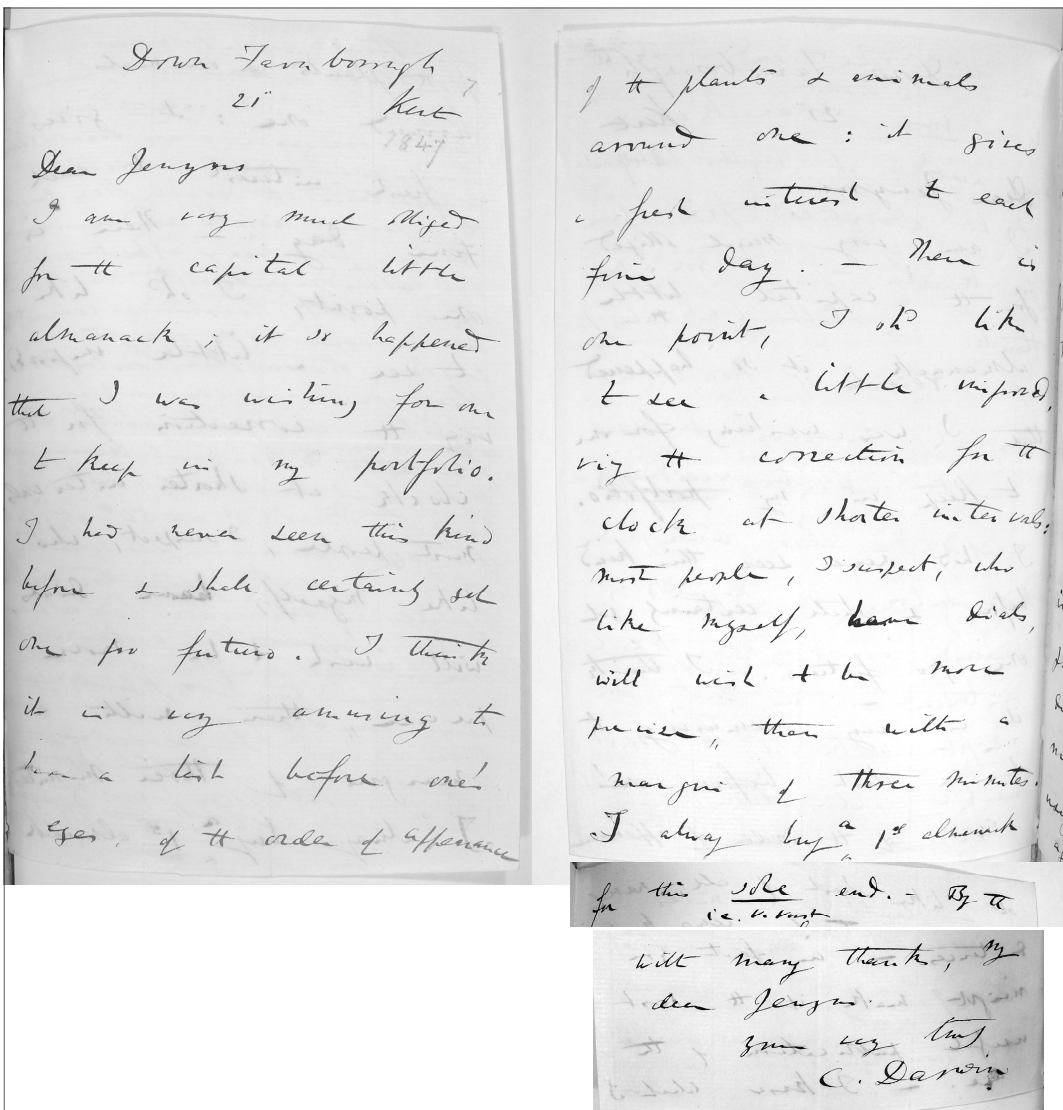 Down Farnborough
25 Kent
1847
Dear Jenyns
I am very much obliged
for the capital little
almanack ; it so happened
that I was wishing for one
to keep in my portfolio.
I had never seen this kind
before & shall certainly get
one for future. I think
it is very amusing to
have a list before one's
eyes, of the order of appearance
of the plants & animals
around one : it gives
a fresh interest to each
fine day. — There is
one point, I shd like
to see a little improved,
viz the correction for the
clock at shorter intervals:
most people, I suspect, who
like myself, have dials,
will wish to be more
precise, than with a
margin of three minutes.
I always buy a 1s almanack
for this sole end. — By the
with many thanks, my
dear Jenyns.
Yours very truly
C. Darwin